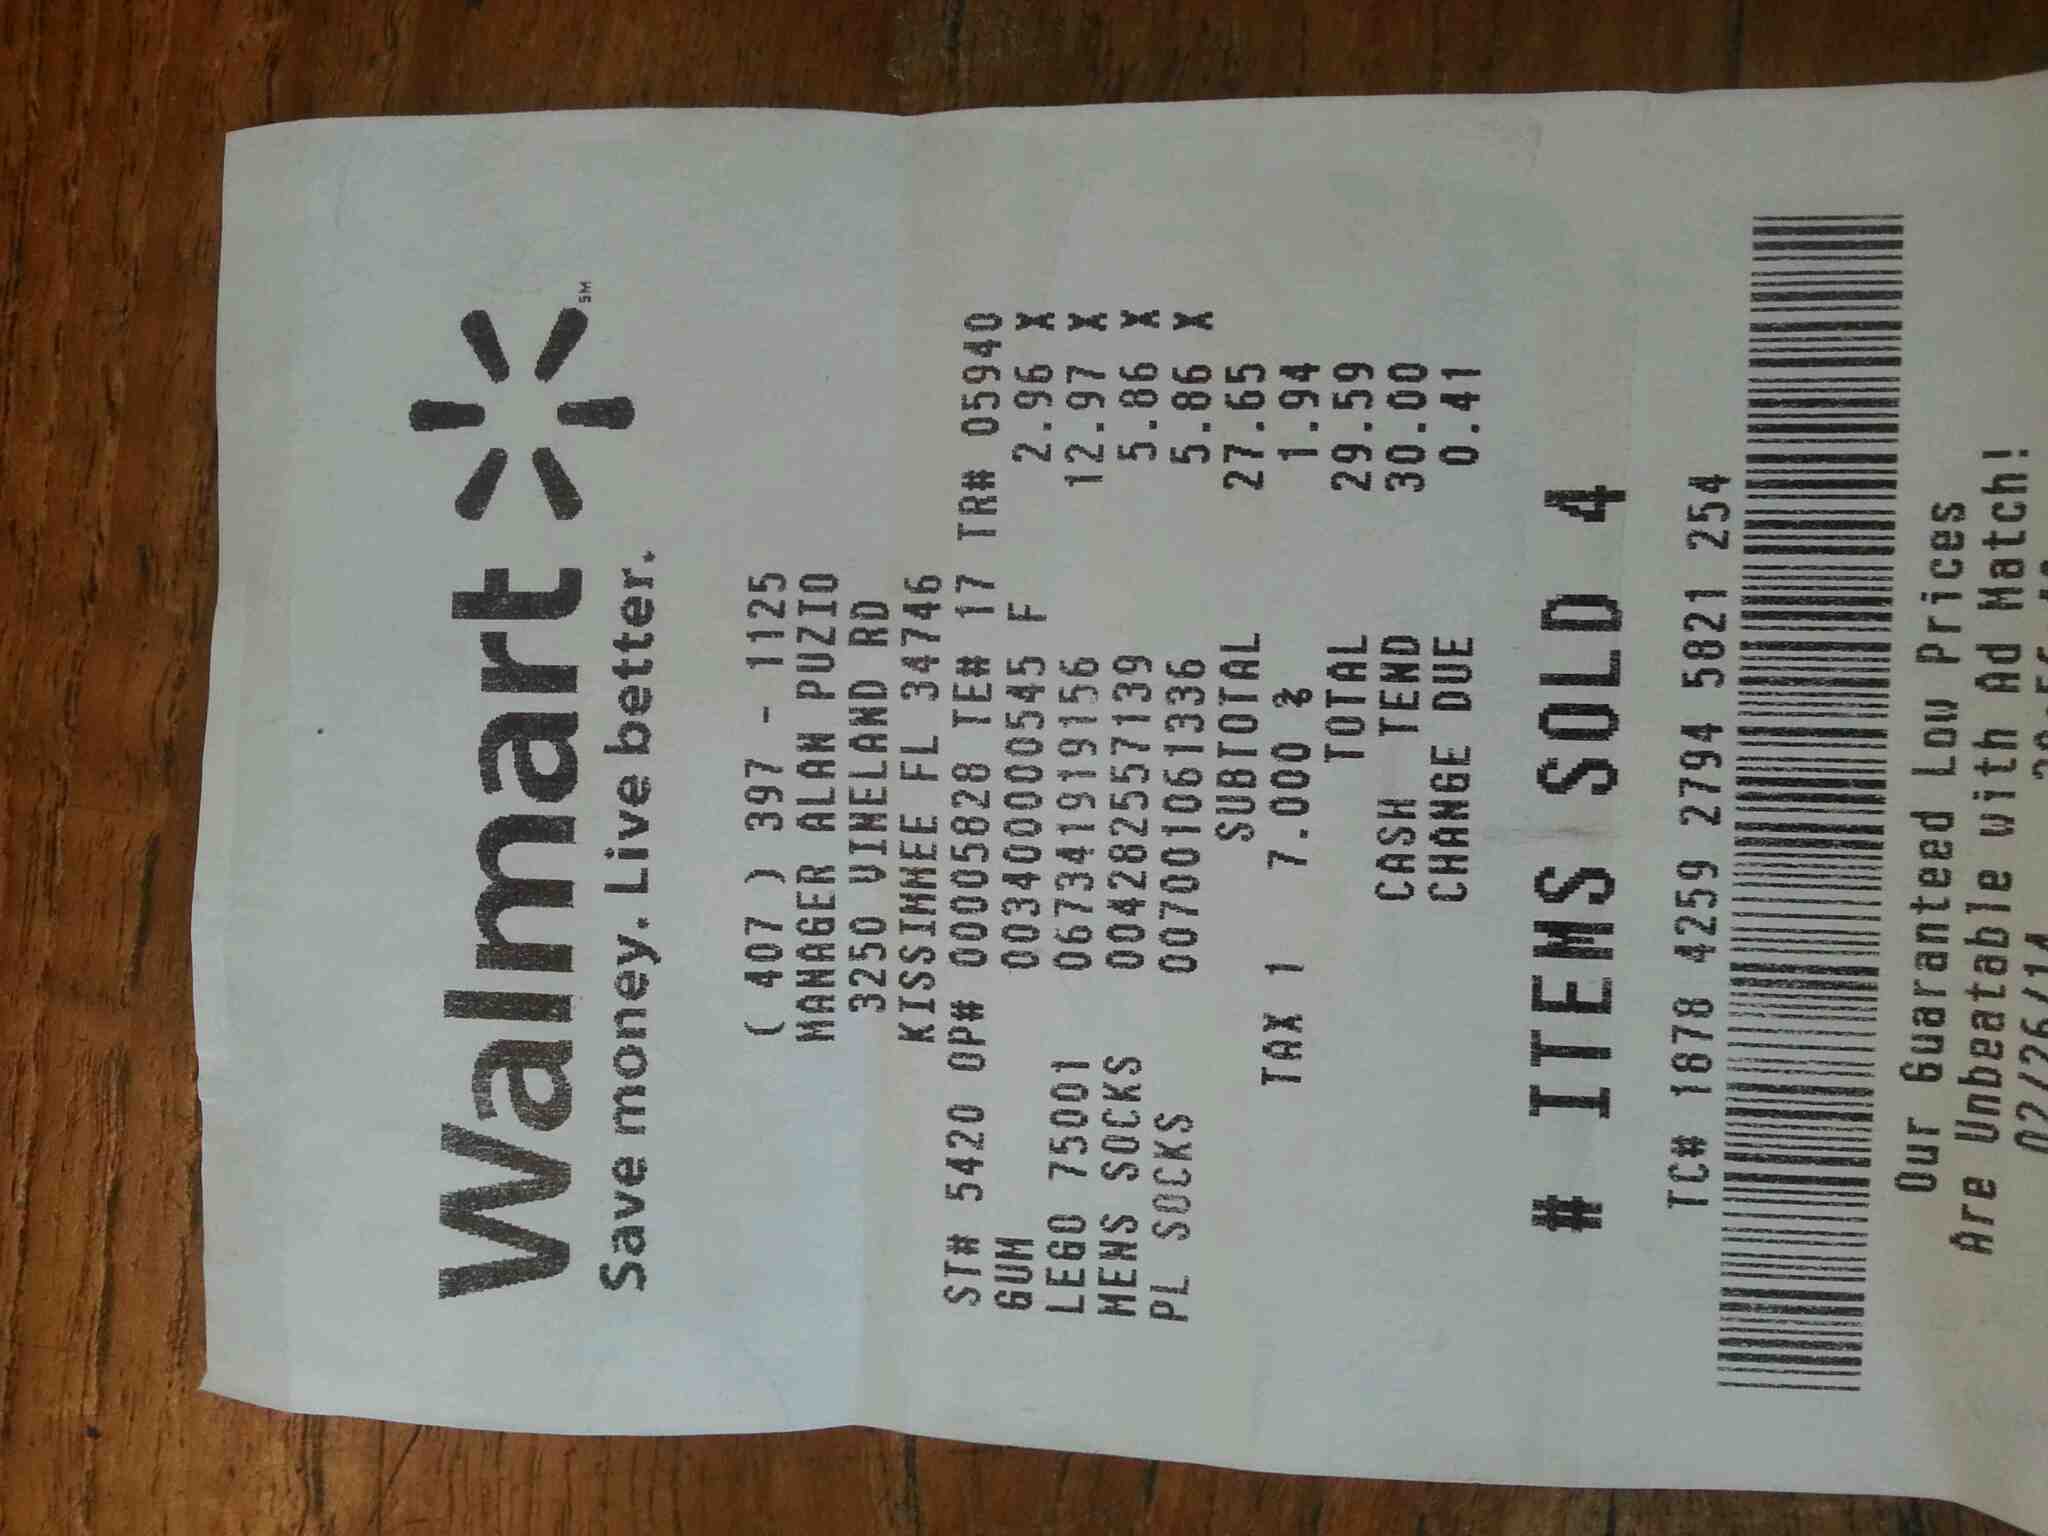 Walmart
SM
Save money. Live better.
( 407 ) 397 - 1125
MANAGER ALAN PUZIO
3250 VINELAND RD
KISSIMMEE FL 34746
ST# 5420 OP# 00005828 TE# 17 TR# 05940
GUM 003400000545 F 2.96 X
LEGO 75001 067341919156 12.97 X
MENS SOCKS 004282557139 5.86 X
PL SOCKS 007001061336 5.86 X
SUBTOTAL 27.65
TAX 1 7.000 % 1.94
TOTAL 29.59
CASH TEND 30.00
CHANGE DUE 0.41
# ITEMS SOLD 4
TC# 1878 4259 2794 5821 254
Our Guaranteed Low Prices
Are Unbeatable with Ad Match!
02/26/14